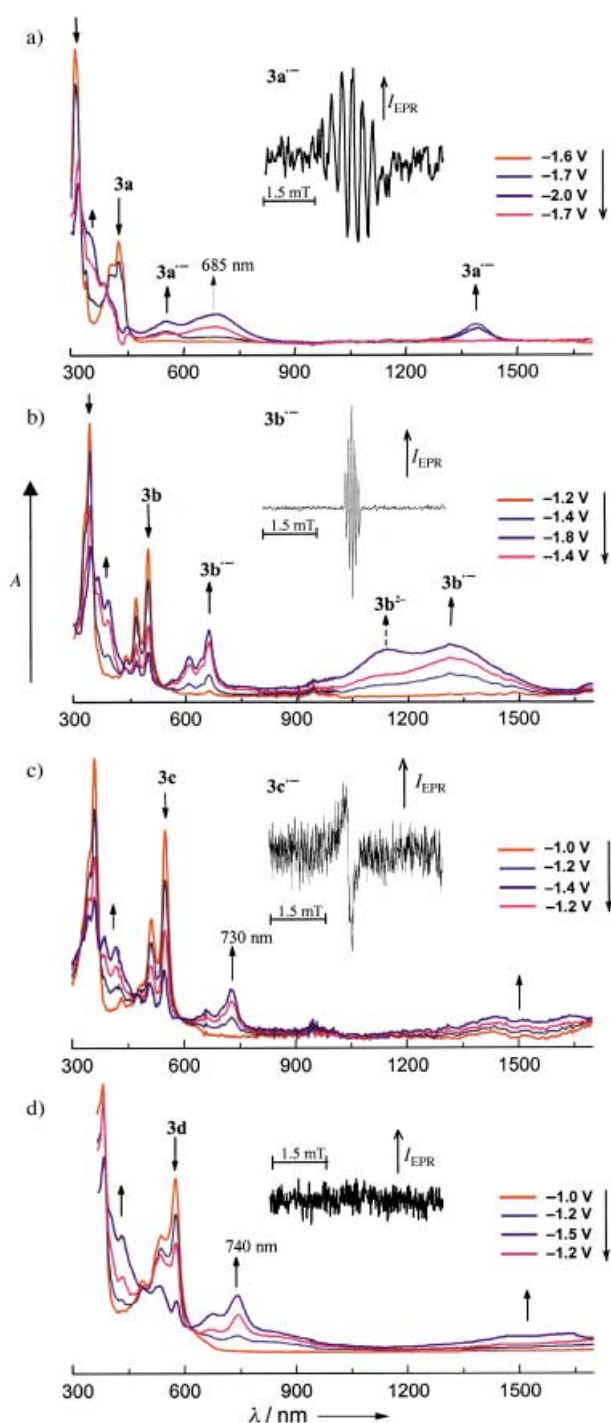 a)
3a•−
I EPR
1.5 mT
−1.6 V
−1.7 V
−2.0 V
−1.7 V
3a
3a•−
685 nm
3a•−
300 600 900 1200 1500
b)
3b•−
I EPR
1.5 mT
−1.2 V
−1.4 V
−1.8 V
−1.4 V
3b
3b•−
3b2−
3b•−
A
300 600 900 1200 1500
c)
3c•−
I EPR
1.5 mT
−1.0 V
−1.2 V
−1.4 V
−1.2 V
3c
730 nm
300 600 900 1200 1500
d)
1.5 mT
I EPR
−1.0 V
−1.2 V
−1.5 V
−1.2 V
3d
740 nm
300 600 900 1200 1500
λ / nm